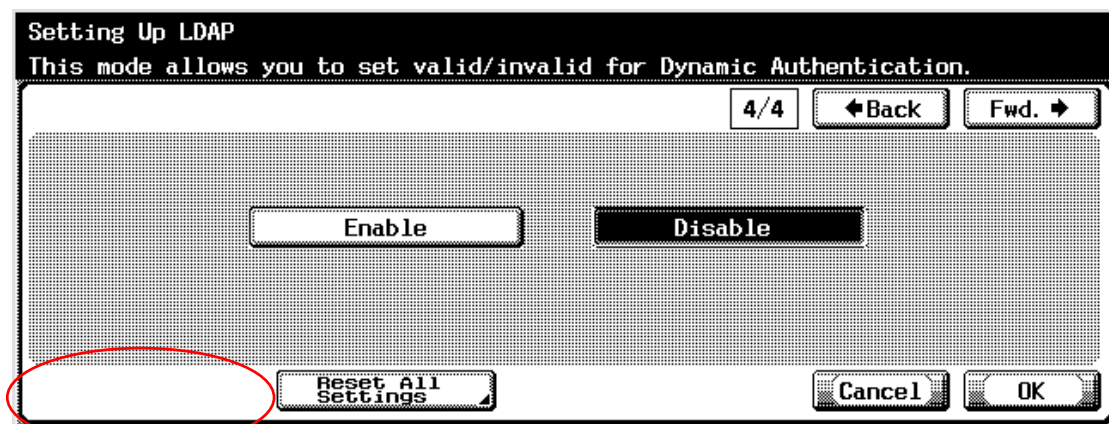 Setting Up LDAP
This mode allows you to set valid/invalid for Dynamic Authentication.
4/4
Back
Fwd.
Enable
Disable
Reset All
Settings
Cancel
OK